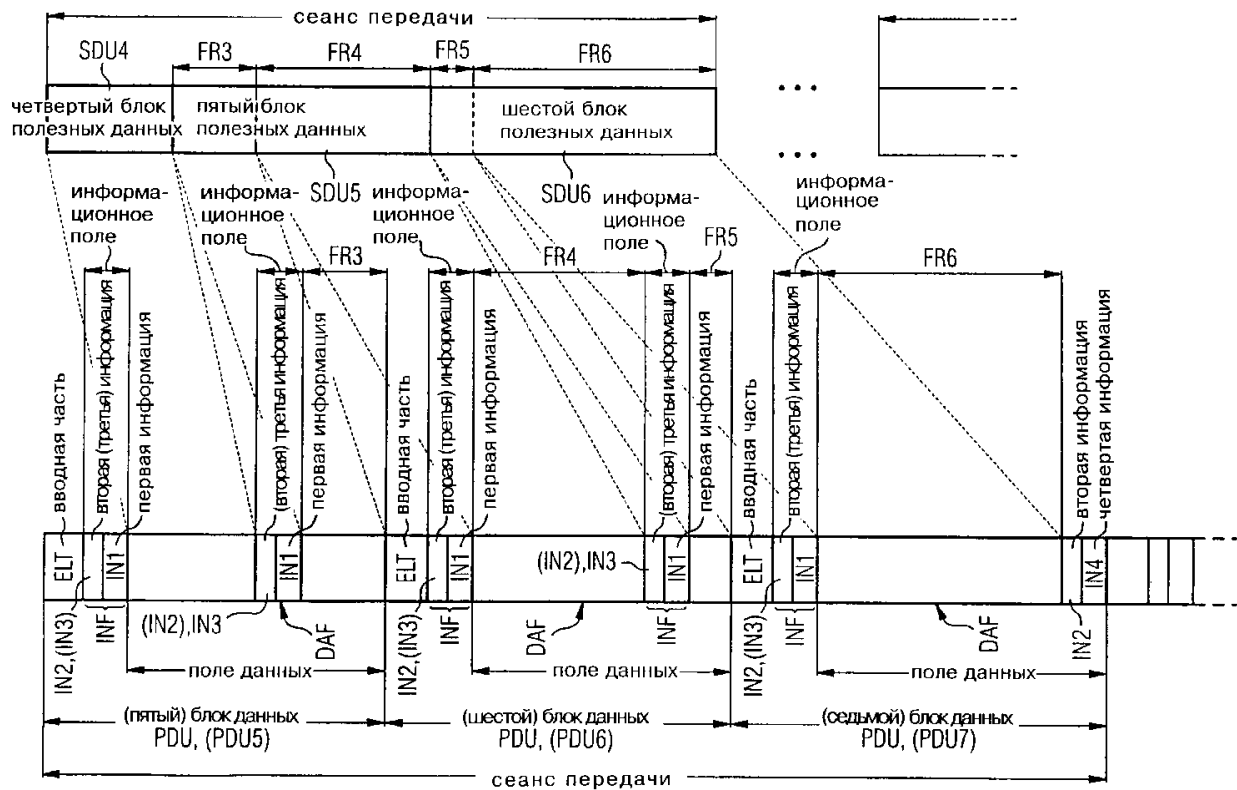 сеанс передачи
SDU4
FR3
FR4
FR5
FR6
четвертый блок
полезных данных
пятый блок
полезных данных
шестой блок
полезных данных
...
...
SDU5
SDU6
информа-
ционное
поле
информа-
ционное
поле
информа-
ционное
поле
информа-
ционное
поле
информа-
ционное
поле
FR3
FR4
FR5
FR6
вводная часть
вторая (третья) информация
первая информация
(вторая) третья информация
первая информация
вводная часть
вторая (третья) информация
первая информация
(вторая) третья информация
первая информация
вводная часть
вторая (третья) информация
первая информация
вторая информация
четвертая информация
ELT
IN1
IN1
ELT
IN1
(IN2),IN3
IN1
ELT
IN1
IN4
IN2,(IN3)
INF
(IN2),IN3
DAF
IN2,(IN3)
INF
DAF
INF
IN2,(IN3)
INF
DAF
IN2
поле данных
поле данных
поле данных
(пятый) блок данных
PDU, (PDU5)
(шестой) блок данных
PDU, (PDU6)
(седьмой) блок данных
PDU, (PDU7)
сеанс передачи